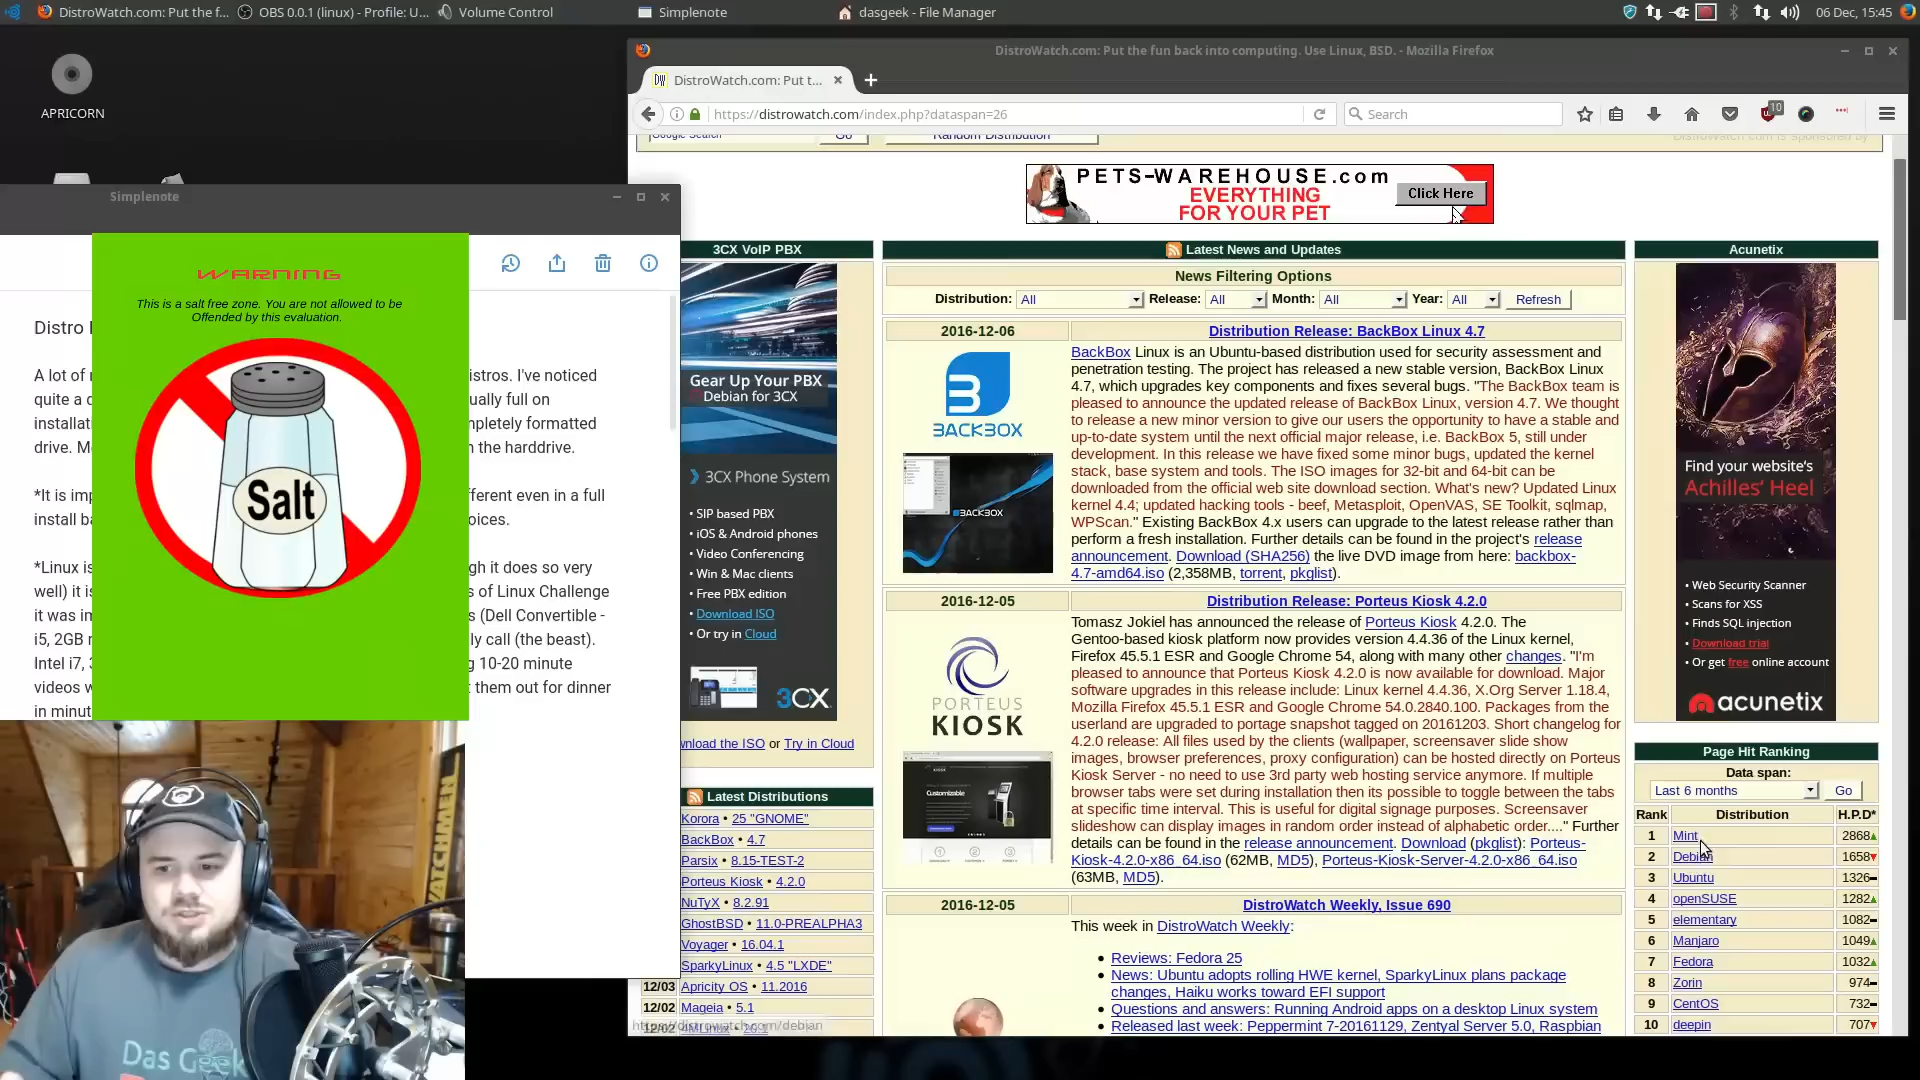 DistroWatch.com: Put the f...
OBS 0.0.1 (linux) - Profile: U...
Volume Control
Simplenote
dasgeek - File Manager
06 Dec, 15:45
APRICORN
DistroWatch.com: Put the fun back into computing. Use Linux, BSD. - Mozilla Firefox
DistroWatch.com: Put t...
https://distrowatch.com/index.php?dataspan=26
Search
10
Google Search
Go
Random Distribution
DistroWatch.com is sponsored by
PETS-WAREHOUSE.com
EVERYTHING
FOR YOUR PET
Click Here
Simplenote
WARNING
This is a salt free zone. You are not allowed to be
Offended by this evaluation.
Salt
Distro
A lot of
istros. I've noticed
quite a
ually full on
installati
mpletely formatted
drive. M
n the harddrive.
*It is imp
fferent even in a full
install ba
oices.
*Linux is
gh it does so very
well) it is
s of Linux Challenge
it was im
s (Dell Convertible -
i5, 2GB
ly call (the beast).
Intel i7,
g 10-20 minute
videos w
t them out for dinner
in minut
Das Geek
3CX VoIP PBX
Gear Up Your PBX
Debian for 3CX
3CX Phone System
• SIP based PBX
• iOS & Android phones
• Video Conferencing
• Win & Mac clients
• Free PBX edition
• Download ISO
• Or try in Cloud
3CX
wnload the ISO or Try in Cloud
Latest Distributions
Korora • 25 "GNOME"
BackBox • 4.7
Parsix • 8.15-TEST-2
Porteus Kiosk • 4.2.0
NuTyX • 8.2.91
GhostBSD • 11.0-PREALPHA3
Voyager • 16.04.1
SparkyLinux • 4.5 "LXDE"
12/03 Apricity OS • 11.2016
12/02 Mageia • 5.1
12/02 4MLinux • 20.1
https://distrowatch.com/debian
Latest News and Updates
News Filtering Options
Distribution: All Release: All Month: All Year: All Refresh
2016-12-06
Distribution Release: BackBox Linux 4.7
BACKBOX
BACKBOX
BackBox Linux is an Ubuntu-based distribution used for security assessment and
penetration testing. The project has released a new stable version, BackBox Linux
4.7, which upgrades key components and fixes several bugs. "The BackBox team is
pleased to announce the updated release of BackBox Linux, version 4.7. We thought
to release a new minor version to give our users the opportunity to have a stable and
up-to-date system until the next official major release, i.e. BackBox 5, still under
development. In this release we have fixed some minor bugs, updated the kernel
stack, base system and tools. The ISO images for 32-bit and 64-bit can be
downloaded from the official web site download section. What's new? Updated Linux
kernel 4.4; updated hacking tools - beef, Metasploit, OpenVAS, SE Toolkit, sqlmap,
WPScan." Existing BackBox 4.x users can upgrade to the latest release rather than
perform a fresh installation. Further details can be found in the project's release
announcement. Download (SHA256) the live DVD image from here: backbox-
4.7-amd64.iso (2,358MB, torrent, pkglist).
2016-12-05
Distribution Release: Porteus Kiosk 4.2.0
PORTEUS
KIOSK
Customizable
Tomasz Jokiel has announced the release of Porteus Kiosk 4.2.0. The
Gentoo-based kiosk platform now provides version 4.4.36 of the Linux kernel,
Firefox 45.5.1 ESR and Google Chrome 54, along with many other changes. "I'm
pleased to announce that Porteus Kiosk 4.2.0 is now available for download. Major
software upgrades in this release include: Linux kernel 4.4.36, X.Org Server 1.18.4,
Mozilla Firefox 45.5.1 ESR and Google Chrome 54.0.2840.100. Packages from the
userland are upgraded to portage snapshot tagged on 20161203. Short changelog for
4.2.0 release: All files used by the clients (wallpaper, screensaver slide show
images, browser preferences, proxy configuration) can be hosted directly on Porteus
Kiosk Server - no need to use 3rd party web hosting service anymore. If multiple
browser tabs were set during installation then its possible to toggle between the tabs
at specific time interval. This is useful for digital signage purposes. Screensaver
slideshow can display images in random order instead of alphabetic order...." Further
details can be found in the release announcement. Download (pkglist): Porteus-
Kiosk-4.2.0-x86_64.iso (62MB, MD5), Porteus-Kiosk-Server-4.2.0-x86_64.iso
(63MB, MD5).
2016-12-05
DistroWatch Weekly, Issue 690
This week in DistroWatch Weekly:
• Reviews: Fedora 25
• News: Ubuntu adopts rolling HWE kernel, SparkyLinux plans package
changes, Haiku works toward EFI support
• Questions and answers: Running Android apps on a desktop Linux system
• Released last week: Peppermint 7-20161129, Zentyal Server 5.0, Raspbian
Acunetix
Find your website's
Achilles' Heel
• Web Security Scanner
• Scans for XSS
• Finds SQL injection
• Download trial
• Or get free online account
acunetix
Page Hit Ranking
Data span:
Last 6 months Go
Rank Distribution H.P.D*
1 Mint 2868
2 Debian 1658
3 Ubuntu 1326
4 openSUSE 1282
5 elementary 1082
6 Manjaro 1049
7 Fedora 1032
8 Zorin 974
9 CentOS 732
10 deepin 707